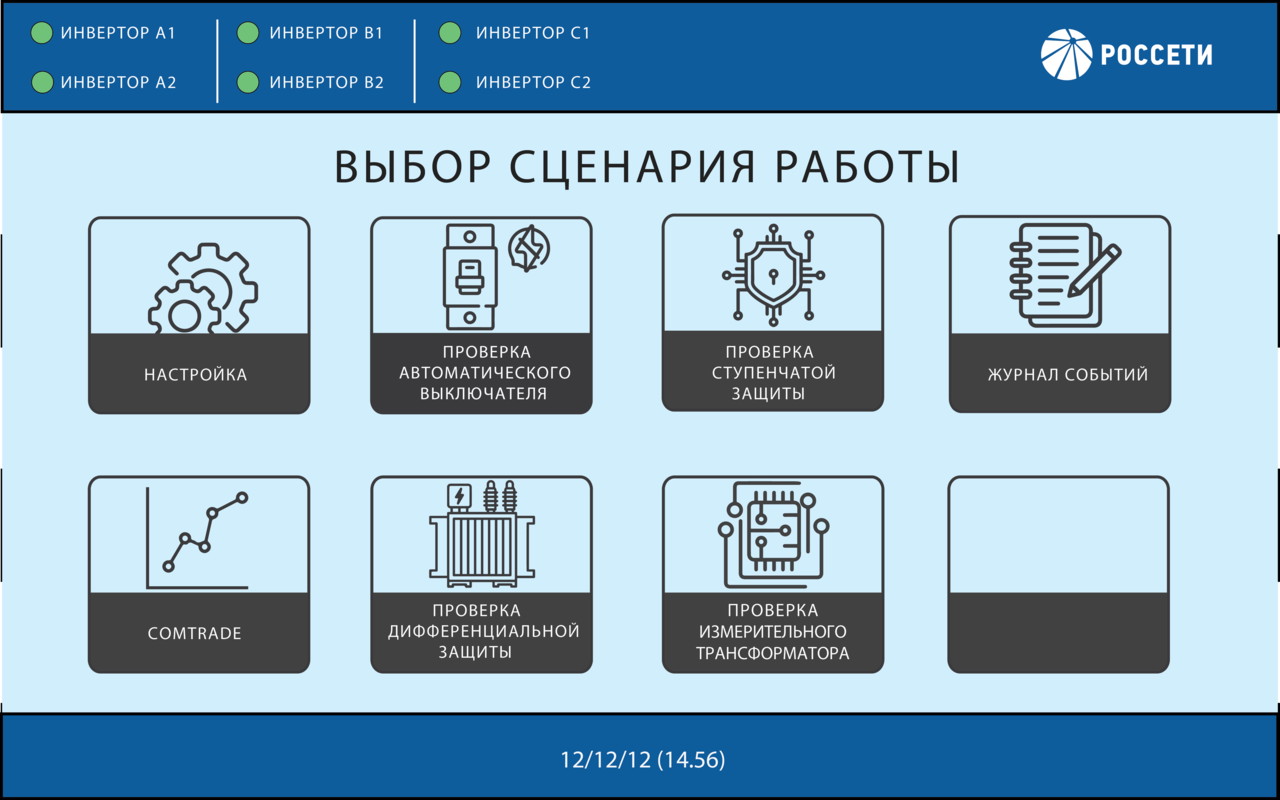 ИНВЕРТОР А1
ИНВЕРТОР В1
ИНВЕРТОР С1
ИНВЕРТОР А2
ИНВЕРТОР В2
ИНВЕРТОР С2
РОССЕТИ
ВЫБОР СЦЕНАРИЯ РАБОТЫ
НАСТРОЙКА
ПРОВЕРКА
АВТОМАТИЧЕСКОГО
ВЫКЛЮЧАТЕЛЯ
ПРОВЕРКА
СТУПЕНЧАТОЙ
ЗАЩИТЫ
ЖУРНАЛ СОБЫТИЙ
COMTRADE
ПРОВЕРКА
ДИФФЕРЕНЦИАЛЬНОЙ
ЗАЩИТЫ
ПРОВЕРКА
ИЗМЕРИТЕЛЬНОГО
ТРАНСФОРМАТОРА
12/12/12 (14.56)